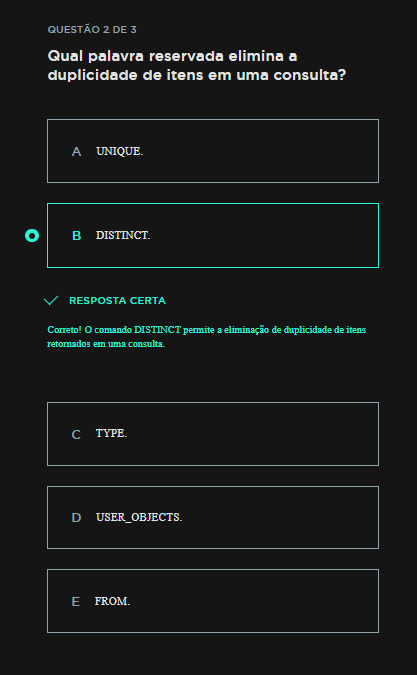 QUESTÃO 2 DE 3
Qual palavra reservada elimina a
duplicidade de itens em uma consulta?
A UNIQUE.
B DISTINCT.
RESPOSTA CERTA
Correto! O comando DISTINCT permite a eliminação de duplicidade de itens
retornados em uma consulta.
C TYPE.
D USER_OBJECTS.
E FROM.